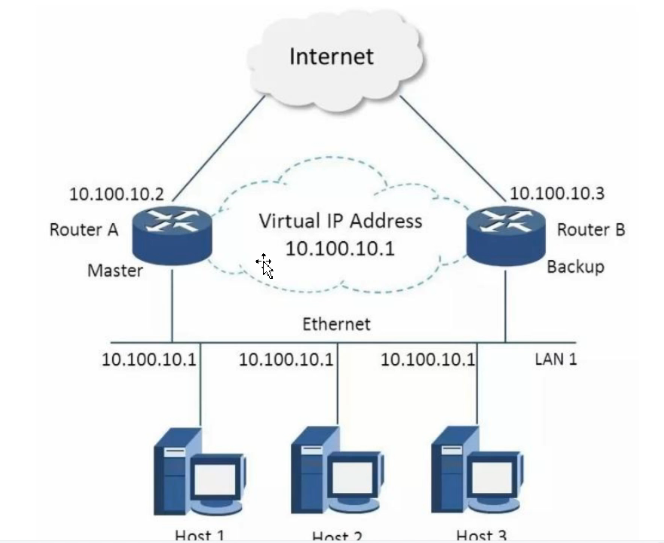 Internet
10.100.10.2
10.100.10.3
Router A
Virtual IP Address
Router B
10.100.10.1
Master
Backup
Ethernet
10.100.10.1
10.100.10.1
10.100.10.1
LAN 1
Host 1
Host 2
Host 3